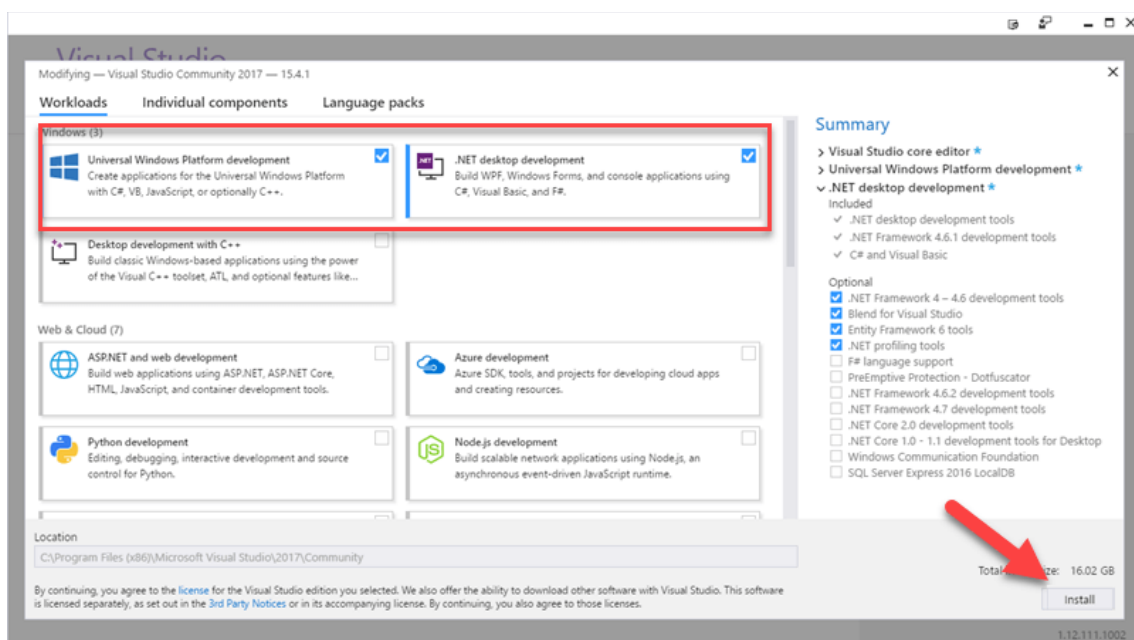 Visual Studio
Modifying — Visual Studio Community 2017 — 15.4.1
Workloads Individual components Language packs
Windows (3)
Universal Windows Platform development
Create applications for the Universal Windows Platform
with C#, VB, JavaScript, or optionally C++.
.NET
.NET desktop development
Build WPF, Windows Forms, and console applications using
C#, Visual Basic, and F#.
Desktop development with C++
Build classic Windows-based applications using the power
of the Visual C++ toolset, ATL, and optional features like...
Web & Cloud (7)
ASP.NET and web development
Build web applications using ASP.NET, ASP.NET Core,
HTML, JavaScript, and container development tools.
Azure development
Azure SDK, tools, and projects for developing cloud apps
and creating resources.
Python development
Editing, debugging, interactive development and source
control for Python.
JS
Node.js development
Build scalable network applications using Node.js, an
asynchronous event-driven JavaScript runtime.
Summary
Visual Studio core editor *
Universal Windows Platform development *
.NET desktop development *
Included
.NET desktop development tools
.NET Framework 4.6.1 development tools
C# and Visual Basic
Optional
.NET Framework 4 – 4.6 development tools
Blend for Visual Studio
Entity Framework 6 tools
.NET profiling tools
F# language support
PreEmptive Protection - Dotfuscator
.NET Framework 4.6.2 development tools
.NET Framework 4.7 development tools
.NET Core 2.0 development tools
.NET Core 1.0 - 1.1 development tools for Desktop
Windows Communication Foundation
SQL Server Express 2016 LocalDB
Location
C:\Program Files (x86)\Microsoft Visual Studio\2017\Community
Total ze: 16.02 GB
By continuing, you agree to the license for the Visual Studio edition you selected. We also offer the ability to download other software with Visual Studio. This software
is licensed separately, as set out in the 3rd Party Notices or in its accompanying license. By continuing, you also agree to those licenses.
Install
1.12.111.1002